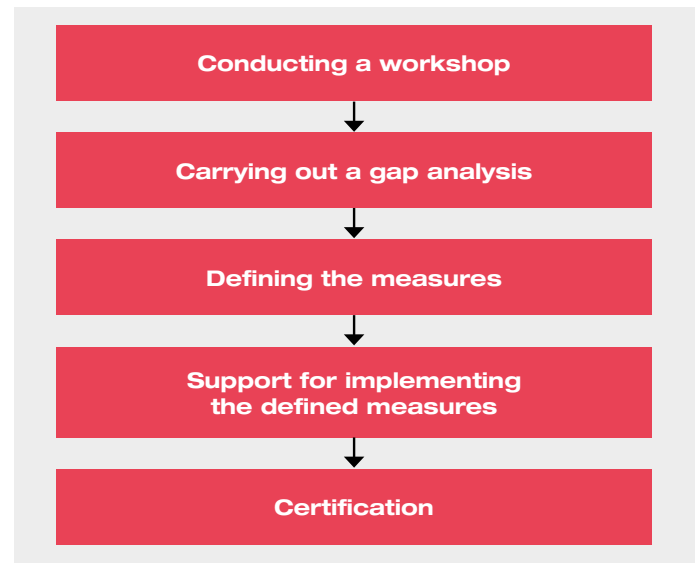 Conducting a workshop
Carrying out a gap analysis
Defining the measures
Support for implementing
the defined measures
Certification